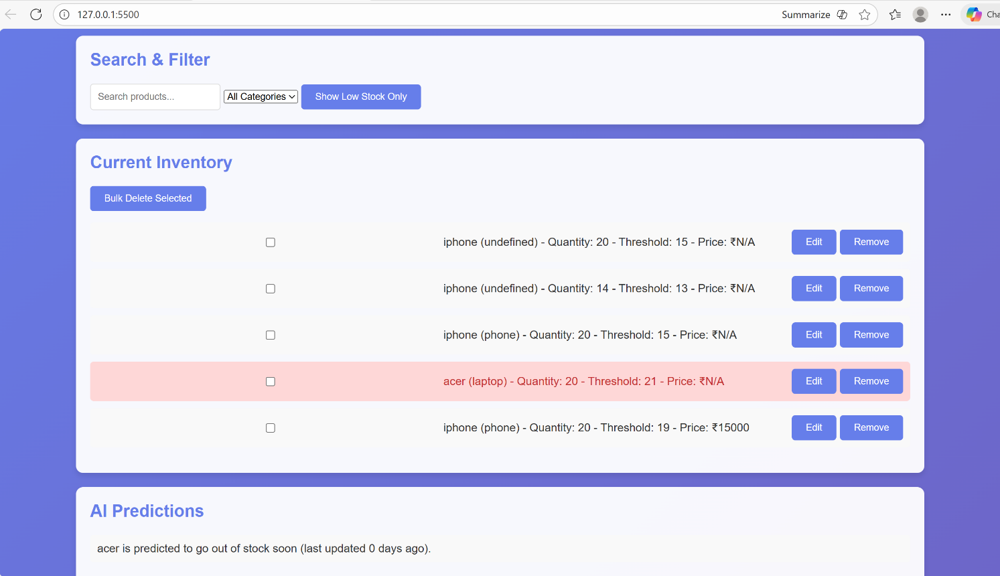 127.0.0.1:5500
Summarize
Cha
Search & Filter
Search products...
All Categories
Show Low Stock Only
Current Inventory
Bulk Delete Selected
iphone (undefined) - Quantity: 20 - Threshold: 15 - Price: ₹N/A Edit Remove
iphone (undefined) - Quantity: 14 - Threshold: 13 - Price: ₹N/A Edit Remove
iphone (phone) - Quantity: 20 - Threshold: 15 - Price: ₹N/A Edit Remove
acer (laptop) - Quantity: 20 - Threshold: 21 - Price: ₹N/A Edit Remove
iphone (phone) - Quantity: 20 - Threshold: 19 - Price: ₹15000 Edit Remove
AI Predictions
acer is predicted to go out of stock soon (last updated 0 days ago).